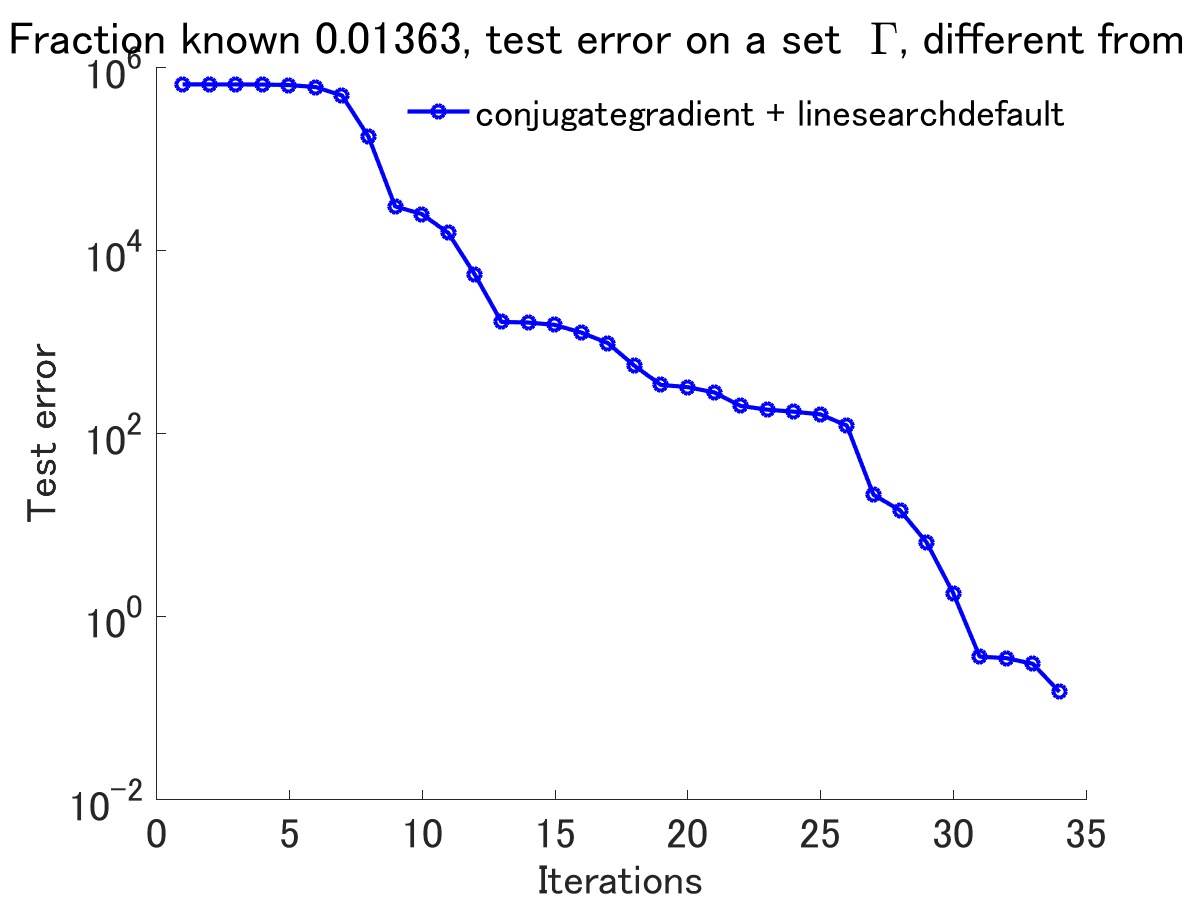 Fraction known 0.01363, test error on a set Γ, different from
10^6
conjugategradient + linesearchdefault
10^4
10^2
10^0
10^-2
Test error
0 5 10 15 20 25 30 35
Iterations